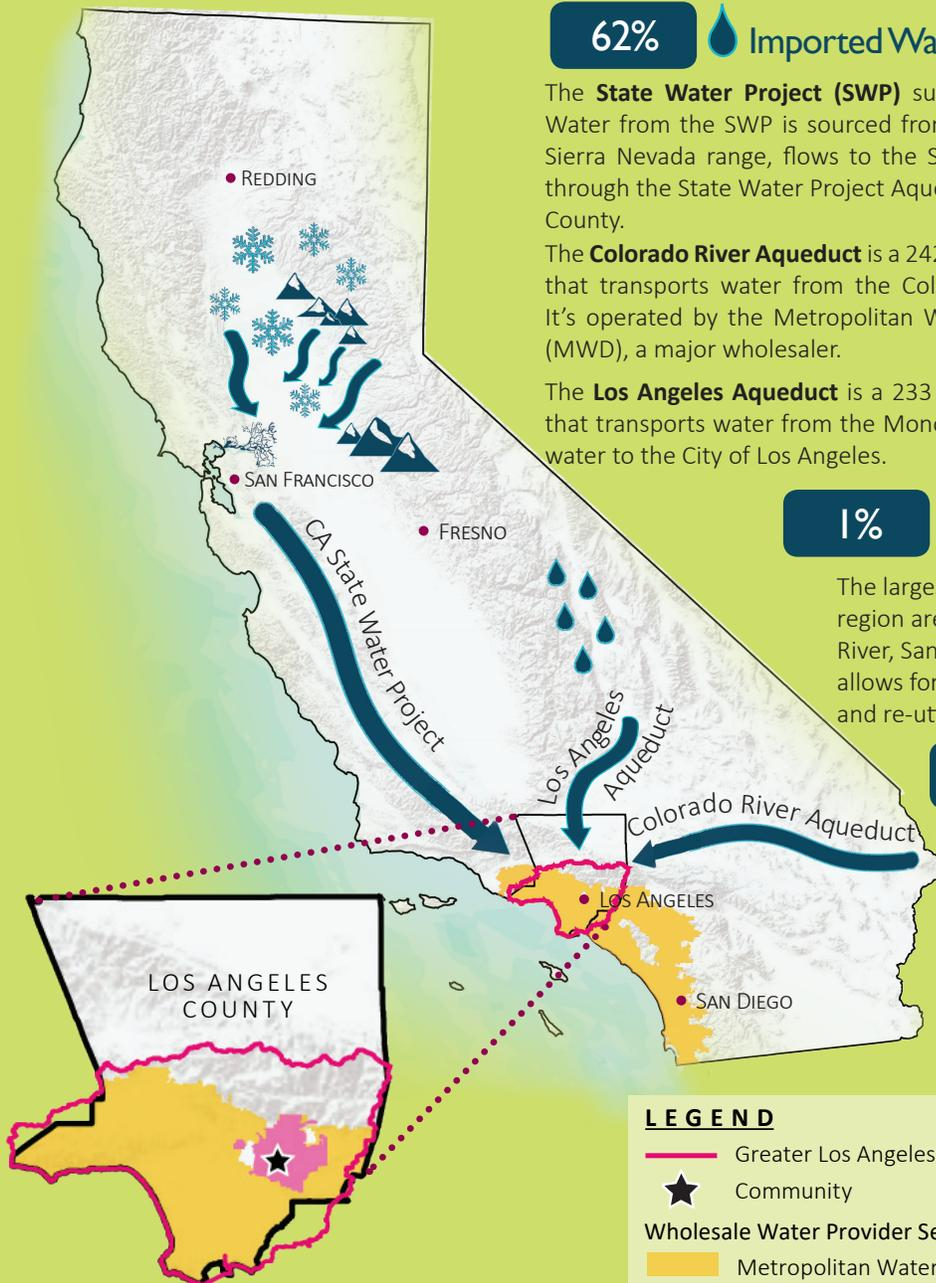 62% Imported Wa
The State Water Project (SWP) su
Water from the SWP is sourced from
Sierra Nevada range, flows to the S
through the State Water Project Aque
County.
The Colorado River Aqueduct is a 242
that transports water from the Col
It’s operated by the Metropolitan W
(MWD), a major wholesaler.
The Los Angeles Aqueduct is a 233
that transports water from the Mono
water to the City of Los Angeles.
1%
The large
region are
River, San
allows for
and re-ut
REDDING
SAN FRANCISCO
FRESNO
CA State Water Project
Los Angeles
Aqueduct
Colorado River Aqueduct
LOS ANGELES
SAN DIEGO
LOS ANGELES
COUNTY
LEGEND
Greater Los Angeles
Community
Wholesale Water Provider Se
Metropolitan Water